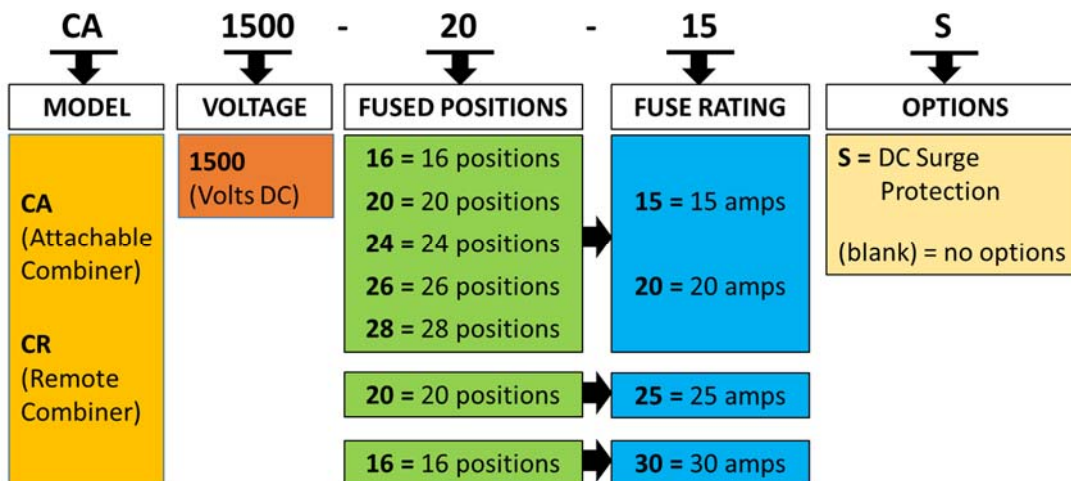 CA 1500 - 20 - 15 S
MODEL VOLTAGE FUSED POSITIONS FUSE RATING OPTIONS
CA
(Attachable
Combiner)
CR
(Remote
Combiner)
1500
(Volts DC)
16 = 16 positions
20 = 20 positions
24 = 24 positions
26 = 26 positions
28 = 28 positions
15 = 15 amps
20 = 20 amps
S = DC Surge
Protection
(blank) = no options
20 = 20 positions
25 = 25 amps
16 = 16 positions
30 = 30 amps